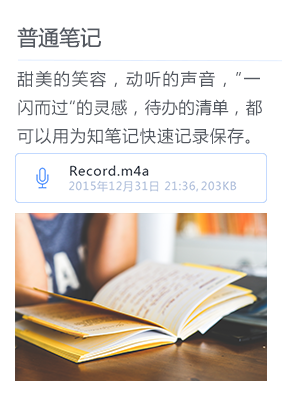 普通笔记
甜美的笑容，动听的声音，“一
闪而过”的灵感，待办的清单，都
可以用为知笔记快速记录保存。
Record.m4a
2015年12月31日 21:36,203KB